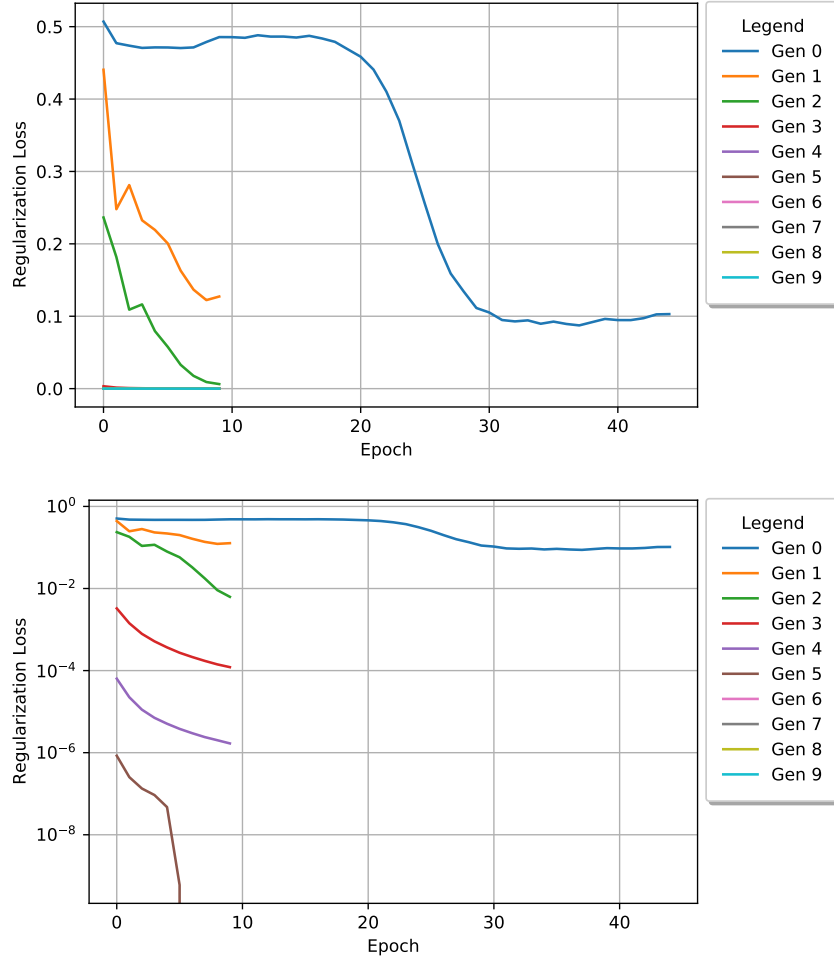 0.5
0.4
0.3
0.2
0.1
0.0
Regularization Loss
0 10 20 30 40
Epoch
Legend
Gen 0
Gen 1
Gen 2
Gen 3
Gen 4
Gen 5
Gen 6
Gen 7
Gen 8
Gen 9
10⁰
10⁻²
10⁻⁴
10⁻⁶
10⁻⁸
Regularization Loss
0 10 20 30 40
Epoch
Legend
Gen 0
Gen 1
Gen 2
Gen 3
Gen 4
Gen 5
Gen 6
Gen 7
Gen 8
Gen 9